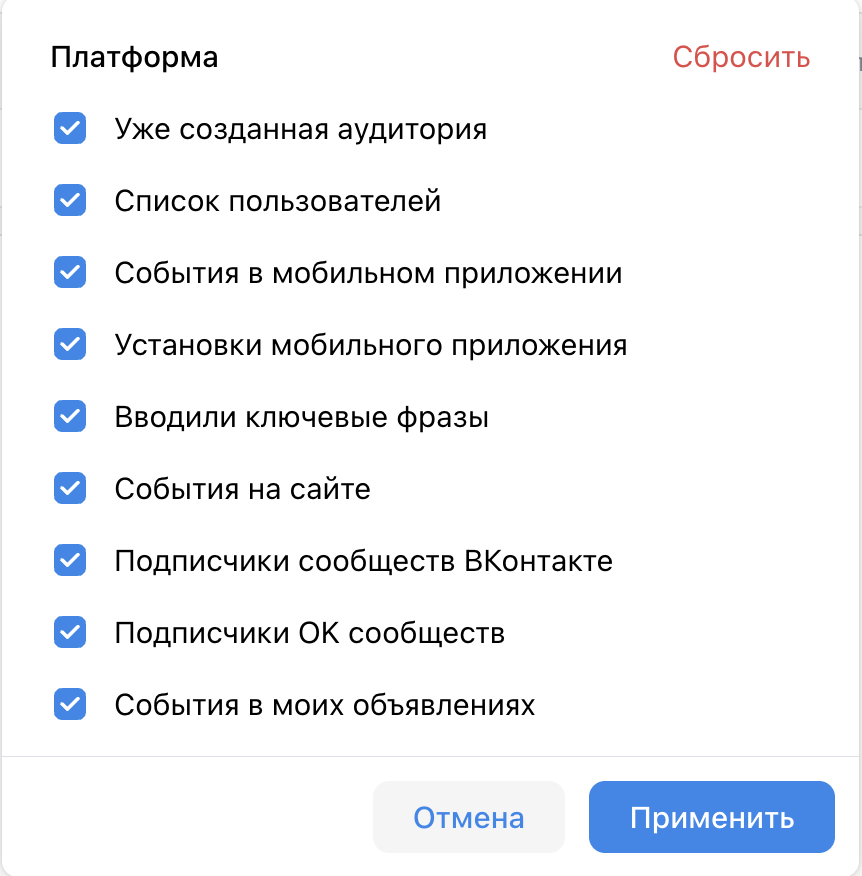 Платформа
Сбросить
Уже созданная аудитория
Список пользователей
События в мобильном приложении
Установки мобильного приложения
Вводили ключевые фразы
События на сайте
Подписчики сообществ ВКонтакте
Подписчики ОК сообществ
События в моих объявлениях
Отмена
Применить